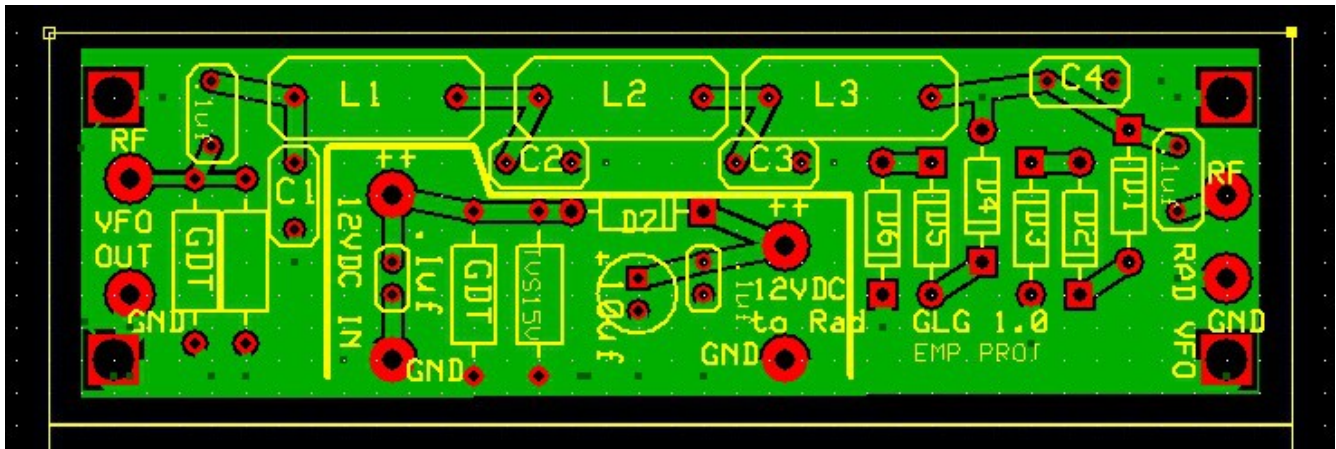 L1
L2
L3
C4
1uf
RF
C1
C2
C3
++
1uf
RF
VFO
OUT
GDT
12VDC IN
.1uf
GDT
TVS15V
D7
+
10uf
++
.1uf
12VDC
to Rad
D6
D5
D4
D3
D2
D1
RAD VFO
GND
GND
GND
GLG 1.0
GND
EMP PROT